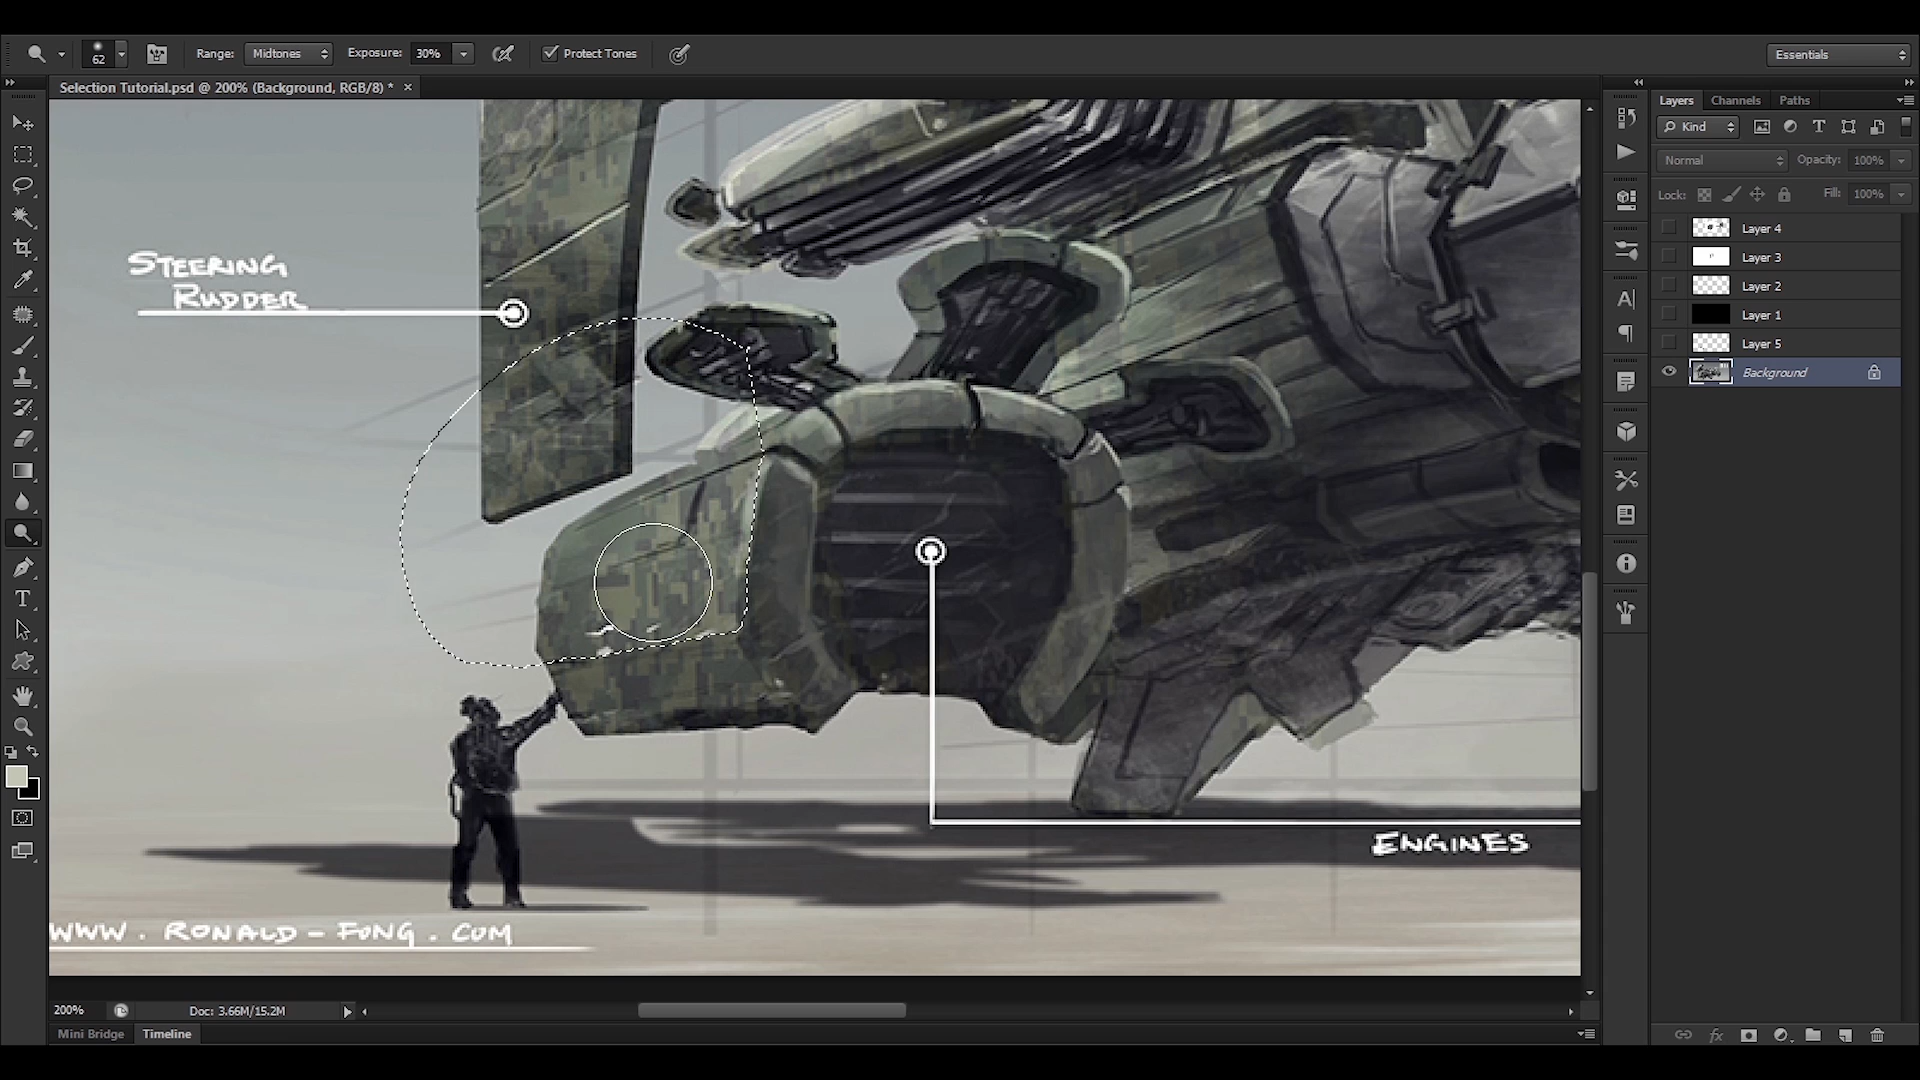 62
Range:
Midtones
Exposure:
30%
Protect Tones
Essentials
Selection Tutorial.psd @ 200% (Background, RGB/8) *
STEERING
RUDDER
ENGINES
WWW . RONALD - FONG . COM
200%
Doc: 3.66M/15.2M
Mini Bridge
Timeline
Layers
Channels
Paths
Kind
Normal
Opacity:
100%
Lock:
Fill:
100%
Layer 4
Layer 3
Layer 2
Layer 1
Layer 5
Background
fx